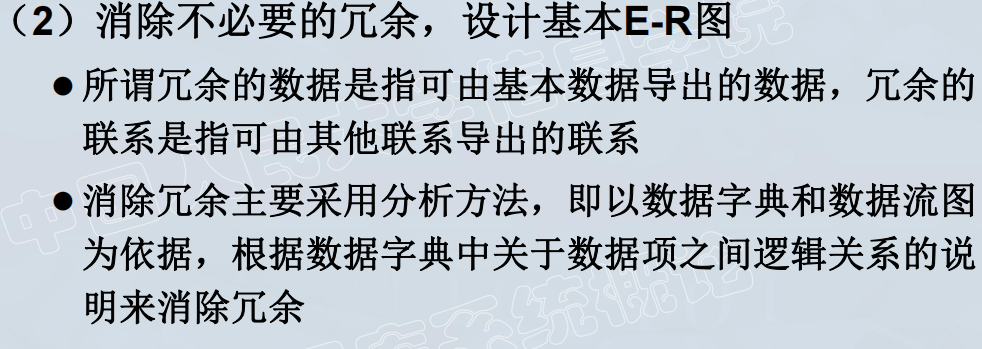 （2）消除不必要的冗余，设计基本E-R图
●所谓冗余的数据是指可由基本数据导出的数据，冗余的
联系是指可由其他联系导出的联系
●消除冗余主要采用分析方法，即以数据字典和数据流图
为依据，根据数据字典中关于数据项之间逻辑关系的说
明来消除冗余